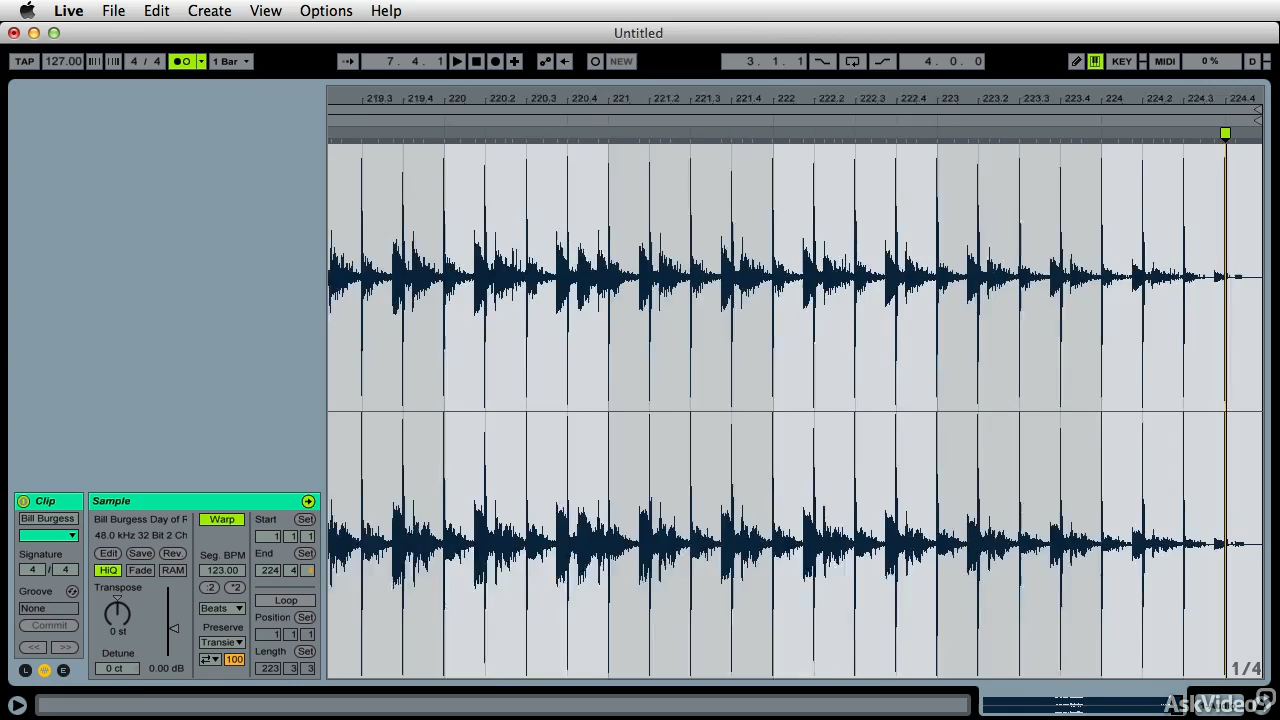 Live File Edit Create View Options Help
Untitled
TAP 127.00 4 / 4 1 Bar 7. 4. 1 NEW 3. 1. 1 4. 0. 0 KEY MIDI 0 % D
219.3 219.4 220 220.2 220.3 220.4 221 221.2 221.3 221.4 222 222.2 222.3 222.4 223 223.2 223.3 223.4 224 224.2 224.3 224.4
Clip Sample
Bill Burgess Bill Burgess Day of F Warp Start Set
48.0 kHz 32 Bit 2 Ch 1 1 1
Signature Edit Save Rev. Seg. BPM End Set
4 / 4 HiQ Fade RAM 123.00 224 4
Groove Transpose :2 *2 Loop
None Beats
Commit Preserve Position Set
0 st Transie 1 1 1
<< >> Detune Length Set
L E 0 ct 0.00 dB 100 223 3 3
1/4
AskVideo